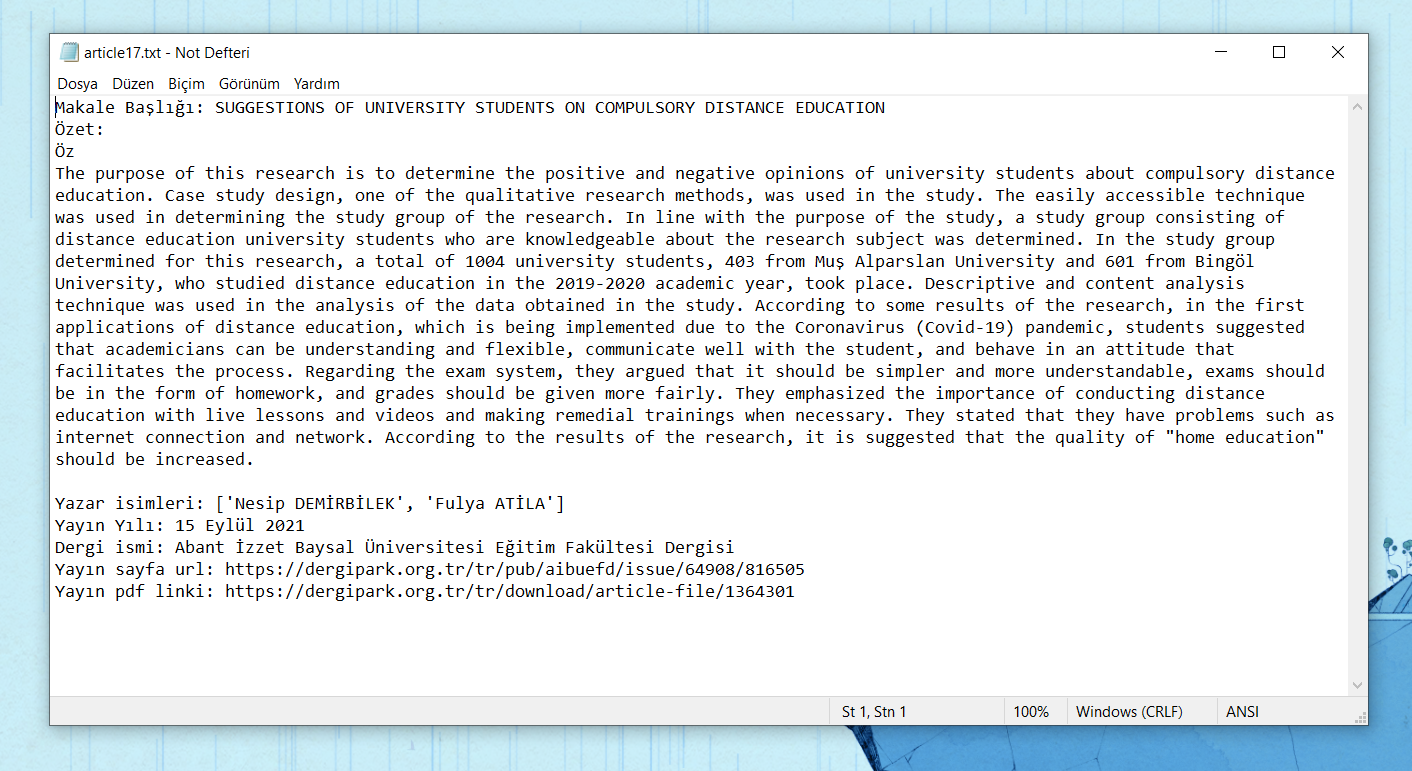 article17.txt - Not Defteri
Dosya Düzen Biçim Görünüm Yardım
Makale Başlığı: SUGGESTIONS OF UNIVERSITY STUDENTS ON COMPULSORY DISTANCE EDUCATION
Özet:
Öz
The purpose of this research is to determine the positive and negative opinions of university students about compulsory distance
education. Case study design, one of the qualitative research methods, was used in the study. The easily accessible technique
was used in determining the study group of the research. In line with the purpose of the study, a study group consisting of
distance education university students who are knowledgeable about the research subject was determined. In the study group
determined for this research, a total of 1004 university students, 403 from Muş Alparslan University and 601 from Bingöl
University, who studied distance education in the 2019-2020 academic year, took place. Descriptive and content analysis
technique was used in the analysis of the data obtained in the study. According to some results of the research, in the first
applications of distance education, which is being implemented due to the Coronavirus (Covid-19) pandemic, students suggested
that academicians can be understanding and flexible, communicate well with the student, and behave in an attitude that
facilitates the process. Regarding the exam system, they argued that it should be simpler and more understandable, exams should
be in the form of homework, and grades should be given more fairly. They emphasized the importance of conducting distance
education with live lessons and videos and making remedial trainings when necessary. They stated that they have problems such as
internet connection and network. According to the results of the research, it is suggested that the quality of "home education"
should be increased.
Yazar isimleri: ['Nesip DEMİRBİLEK', 'Fulya ATİLA']
Yayın Yılı: 15 Eylül 2021
Dergi ismi: Abant İzzet Baysal Üniversitesi Eğitim Fakültesi Dergisi
Yayın sayfa url: https://dergipark.org.tr/tr/pub/aibuefd/issue/64908/816505
Yayın pdf linki: https://dergipark.org.tr/tr/download/article-file/1364301
St 1, Stn 1 100% Windows (CRLF) ANSI